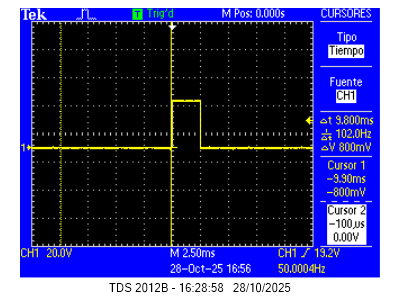 Tek T Trig'd M Pos: 0.000s CURSORES
Tipo
Tiempo
Fuente
CH1
Δt 9.800ms
1/Δt 102.0Hz
ΔV 800mV
Cursor 1
-9.90ms
-800mV
Cursor 2
-100µs
0.00V
1+
CH1 20.0V M 2.50ms CH1 / 19.2V
28-Oct-25 16:56 50.0004Hz
TDS 2012B - 16:28:58 28/10/2025